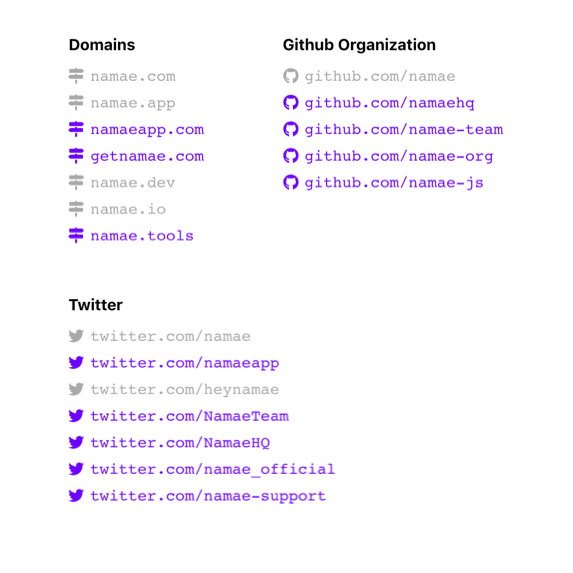 Domains
namae.com
namae.app
namaeapp.com
getnamae.com
namae.dev
namae.io
namae.tools
Github Organization
github.com/namae
github.com/namaehq
github.com/namae-team
github.com/namae-org
github.com/namae-js
Twitter
twitter.com/namae
twitter.com/namaeapp
twitter.com/heynamae
twitter.com/NamaeTeam
twitter.com/NamaeHQ
twitter.com/namae_official
twitter.com/namae-support